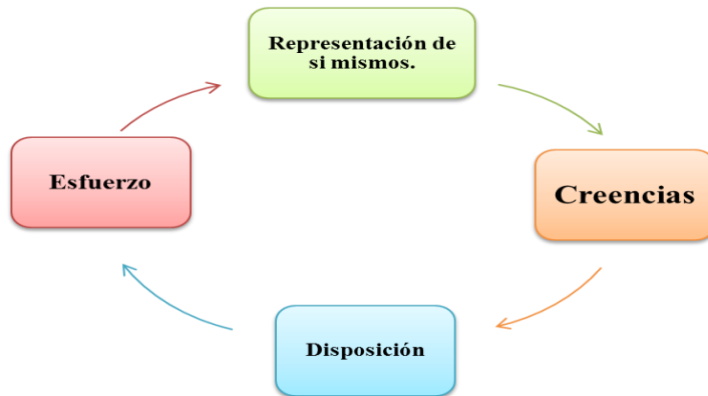 Representación de
si mismos.
Esfuerzo
Creencias
Disposición